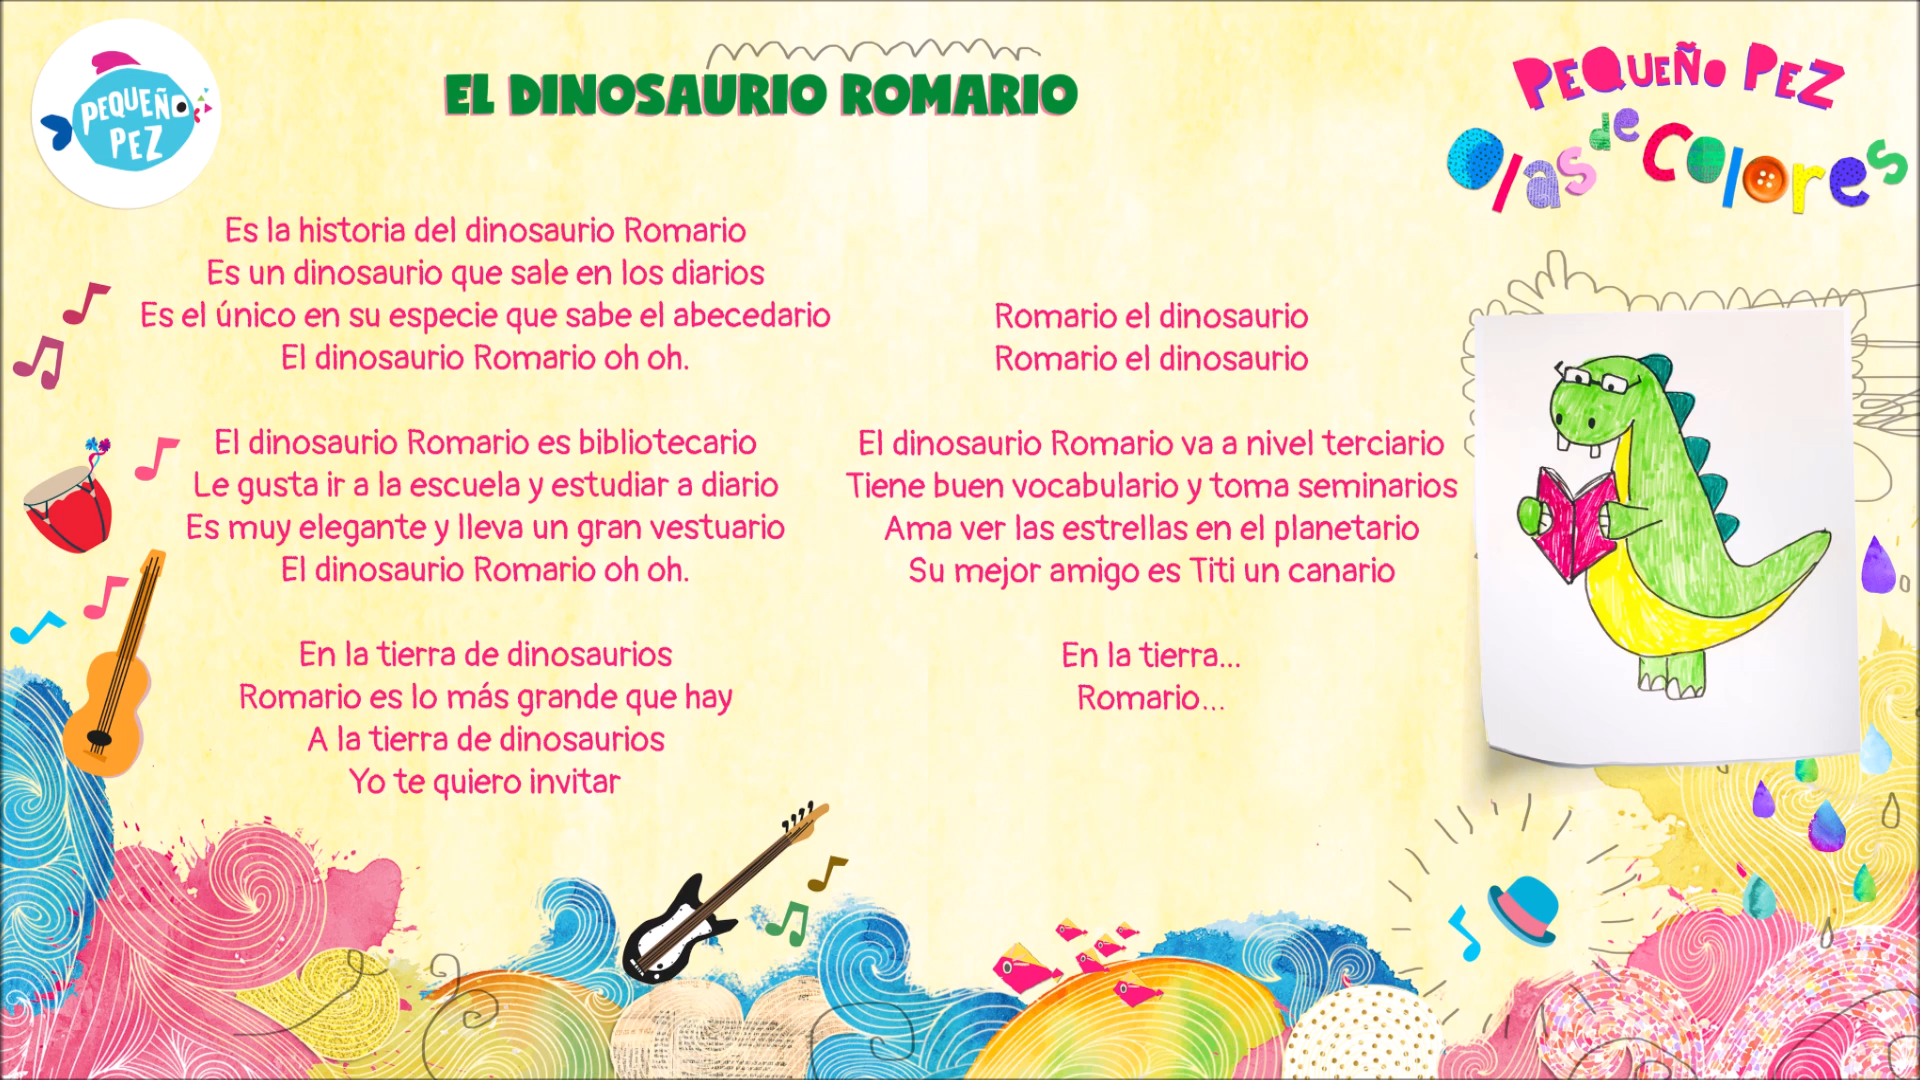 PEQUEÑO
PEZ
EL DINOSAURIO ROMARIO
PEQUEÑO PEZ
Olas de Colores
Es la historia del dinosaurio Romario
Es un dinosaurio que sale en los diarios
Es el único en su especie que sabe el abecedario
El dinosaurio Romario oh oh.
El dinosaurio Romario es bibliotecario
Le gusta ir a la escuela y estudiar a diario
Es muy elegante y lleva un gran vestuario
El dinosaurio Romario oh oh.
En la tierra de dinosaurios
Romario es lo más grande que hay
A la tierra de dinosaurios
Yo te quiero invitar
Romario el dinosaurio
Romario el dinosaurio
El dinosaurio Romario va a nivel terciario
Tiene buen vocabulario y toma seminarios
Ama ver las estrellas en el planetario
Su mejor amigo es Titi un canario
En la tierra...
Romario...